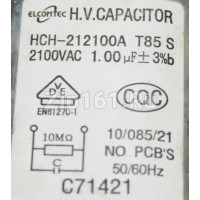 ELCOMTEC H.V.CAPACITOR
HCH-212100A T85 S
2100VAC 1.00µF±3%b
VDE CQC
EN61270-1
10MΩ 10/085/21
NO PCB'S
C 50/60Hz
C71421